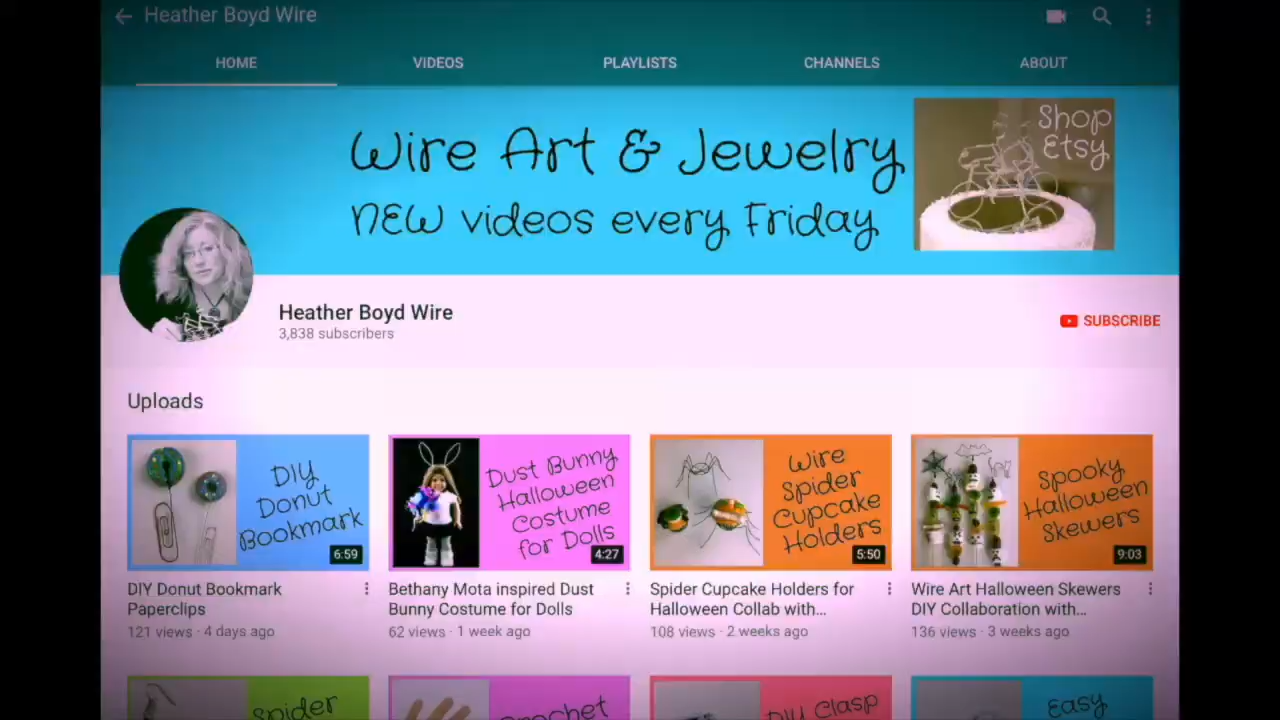 Heather Boyd Wire
HOME VIDEOS PLAYLISTS CHANNELS ABOUT
Wire Art & Jewelry
NEW videos every Friday
Shop
Etsy
Heather Boyd Wire
3,838 subscribers
SUBSCRIBE
Uploads
DIY
Donut
Bookmark
6:59
Dust Bunny
Halloween
Costume
for Dolls
4:27
Wire
Spider
Cupcake
Holders
5:50
Spooky
Halloween
Skewers
9:03
DIY Donut Bookmark
Paperclips
121 views · 4 days ago
Bethany Mota inspired Dust
Bunny Costume for Dolls
62 views · 1 week ago
Spider Cupcake Holders for
Halloween Collab with...
108 views · 2 weeks ago
Wire Art Halloween Skewers
DIY Collaboration with...
136 views · 3 weeks ago
Spider
Crochet
DIY Clasp
Easy